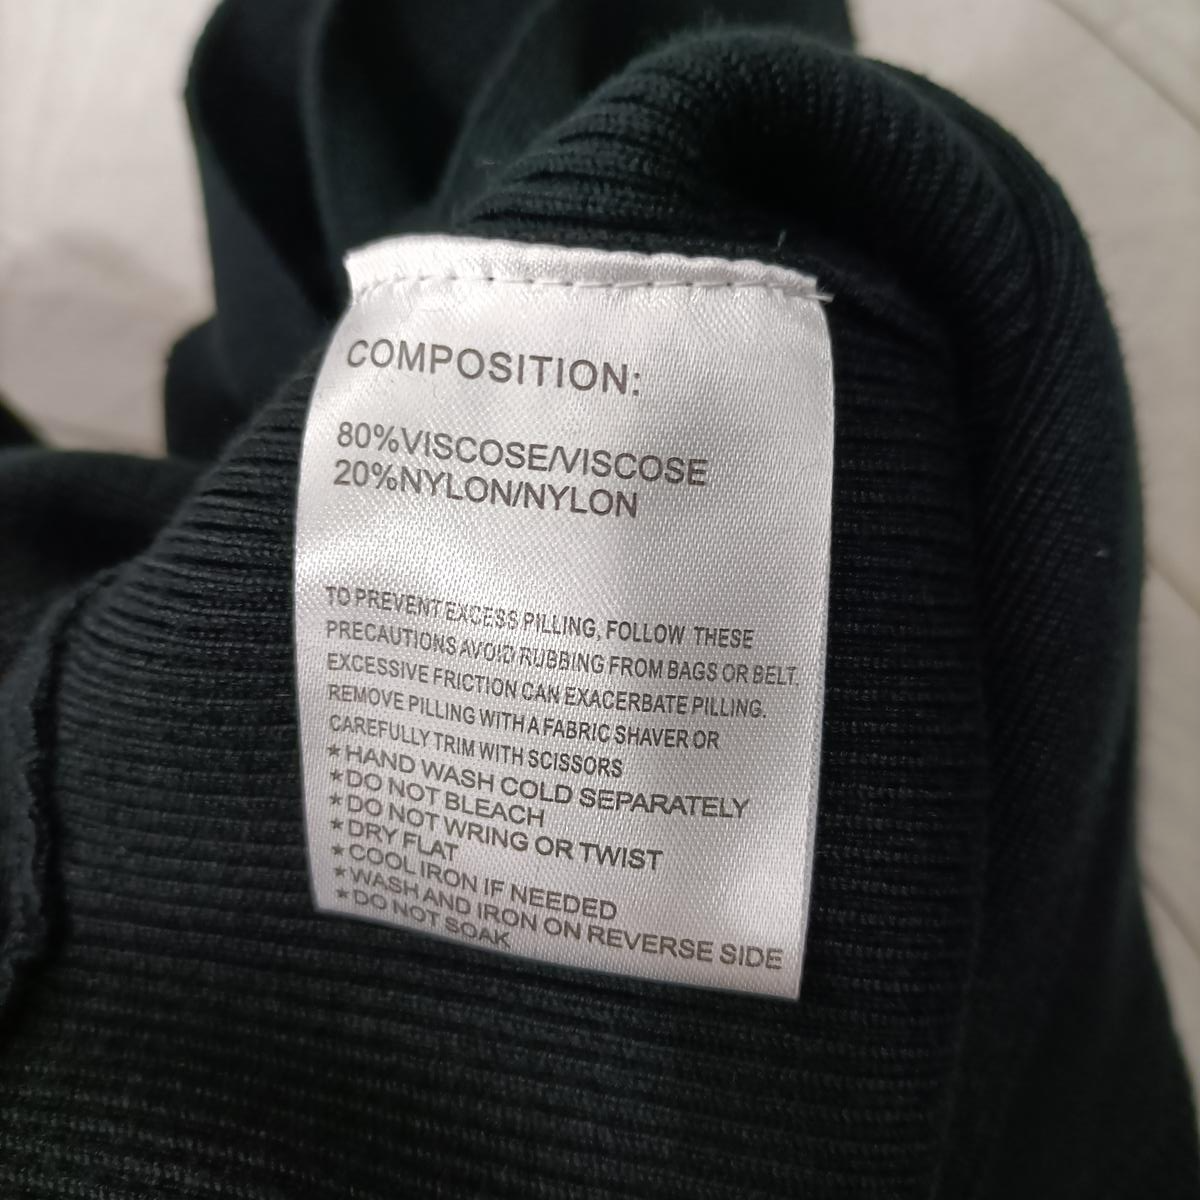 COMPOSITION:
80%VISCOSE/VISCOSE
20%NYLON/NYLON
TO PREVENT EXCESS PILLING, FOLLOW THESE
PRECAUTIONS AVOID RUBBING FROM BAGS OR BELT.
EXCESSIVE FRICTION CAN EXACERBATE PILLING.
REMOVE PILLING WITH A FABRIC SHAVER OR
CAREFULLY TRIM WITH SCISSORS
★HAND WASH COLD SEPARATELY
★DO NOT BLEACH
★DO NOT WRING OR TWIST
★DRY FLAT
★COOL IRON IF NEEDED
★WASH AND IRON ON REVERSE SIDE
★DO NOT SOAK